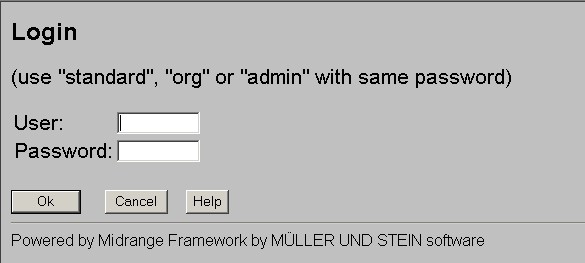 Login
(use "standard", "org" or "admin" with same password)
User:
Password:
Ok Cancel Help
Powered by Midrange Framework by MÜLLER UND STEIN software